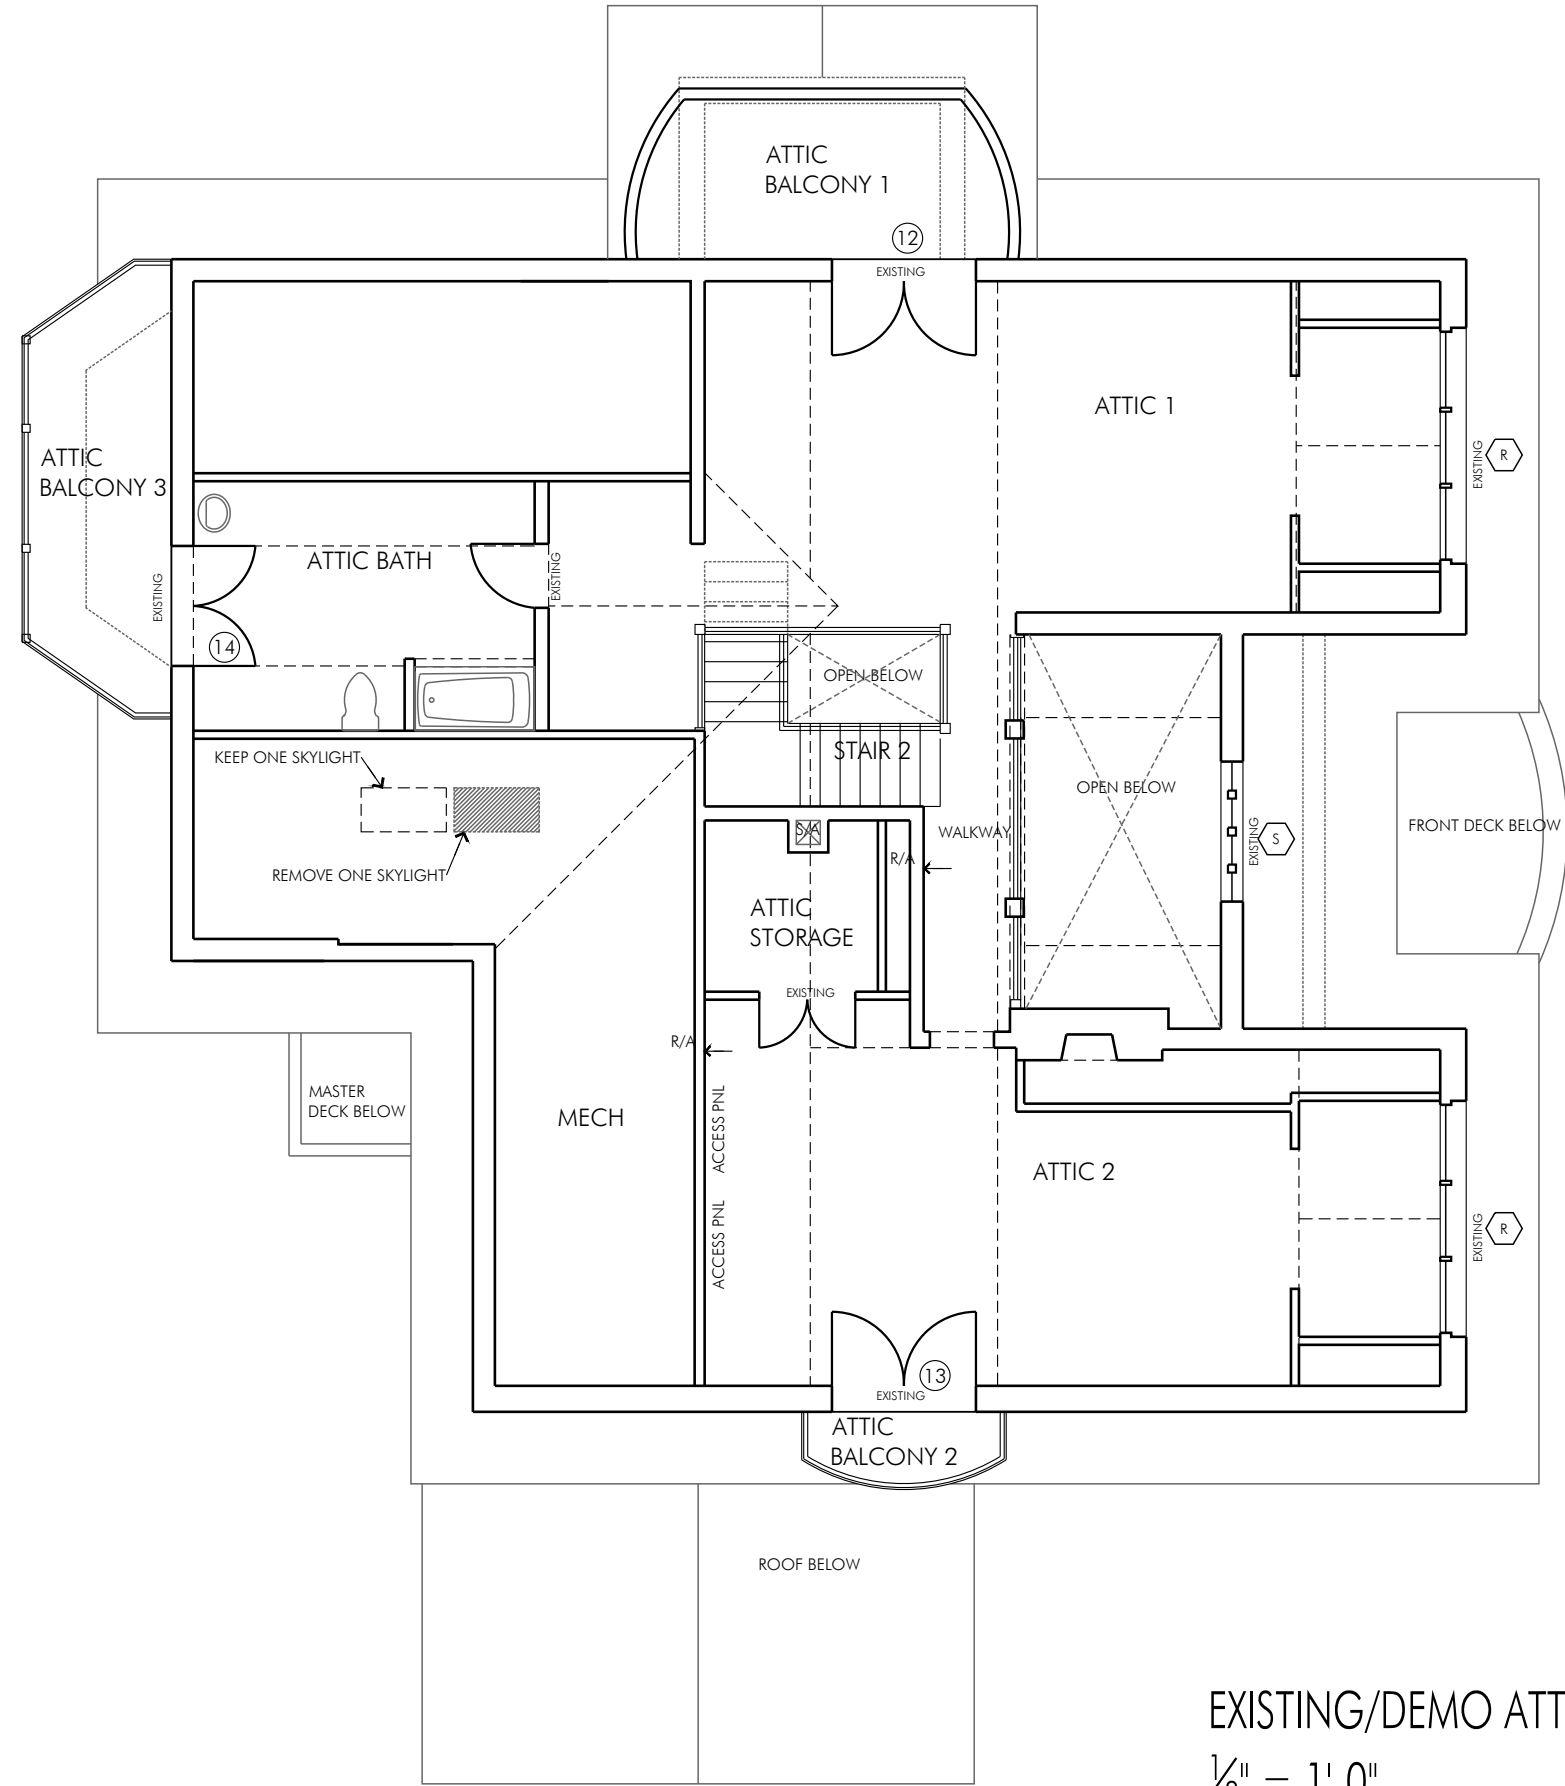 ATTIC
BALCONY 1
12
EXISTING
ATTIC 1
EXISTING
R
ATTIC
BALCONY 3
ATTIC BATH
EXISTING
EXISTING
14
OPEN BELOW
STAIR 2
KEEP ONE SKYLIGHT
REMOVE ONE SKYLIGHT
OPEN BELOW
S/A
WALKWAY
R/A
EXISTING
S
FRONT DECK BELOW
ATTIC
STORAGE
EXISTING
R/A
MASTER
DECK BELOW
MECH
ACCESS PNL
ACCESS PNL
ATTIC 2
EXISTING
R
13
EXISTING
ATTIC
BALCONY 2
ROOF BELOW
EXISTING/DEMO ATT